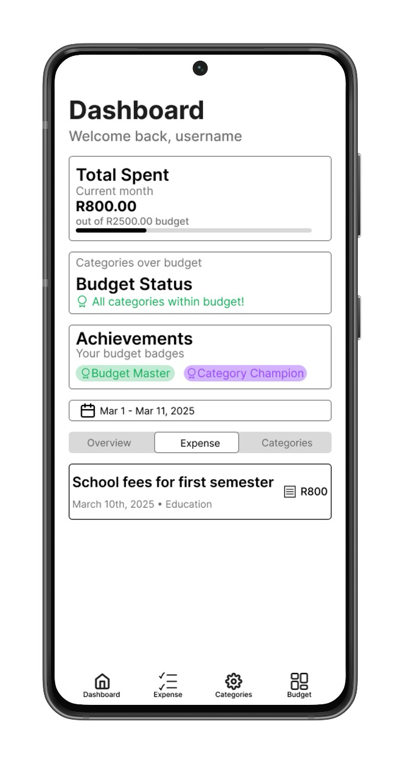 Dashboard
Welcome back, username
Total Spent
Current month
R800.00
out of R2500.00 budget
Categories over budget
Budget Status
All categories within budget!
Achievements
Your budget badges
Budget Master Category Champion
Mar 1 - Mar 11, 2025
Overview Expense Categories
School fees for first semester
R800
March 10th, 2025 • Education
Dashboard Expense Categories Budget